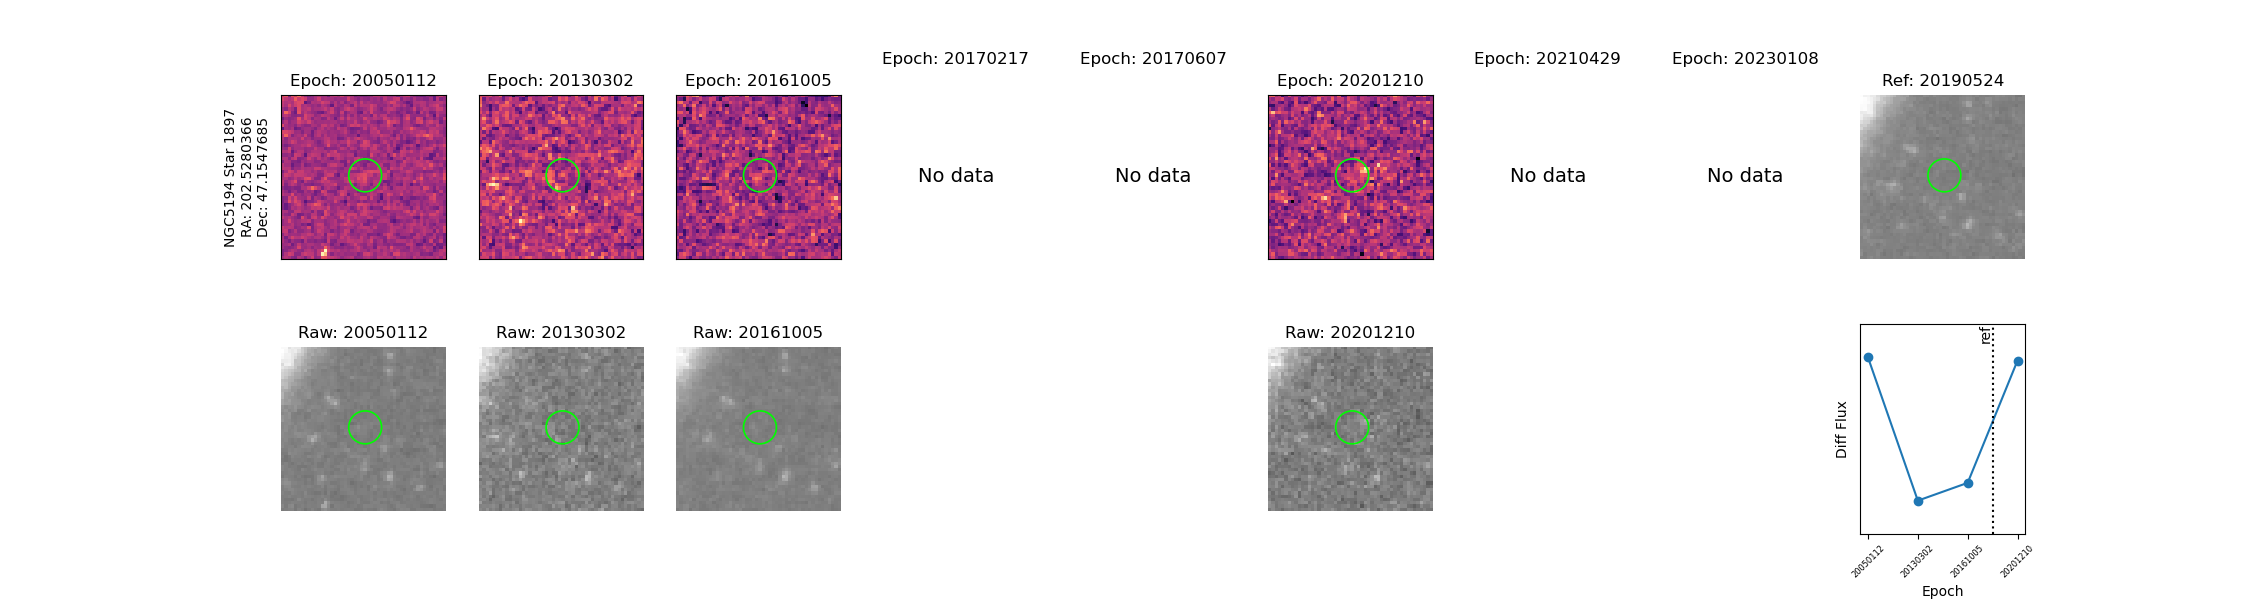 Epoch: 20050112
Epoch: 20130302
Epoch: 20161005
Epoch: 20170217
Epoch: 20170607
Epoch: 20201210
Epoch: 20210429
Epoch: 20230108
Ref: 20190524
NGC5194 Star 1897
RA: 202.5280366
Dec: 47.1547685
No data
No data
No data
No data
Raw: 20050112
Raw: 20130302
Raw: 20161005
Raw: 20201210
ref
Diff Flux
20050112
20130302
20161005
20201210
Epoch